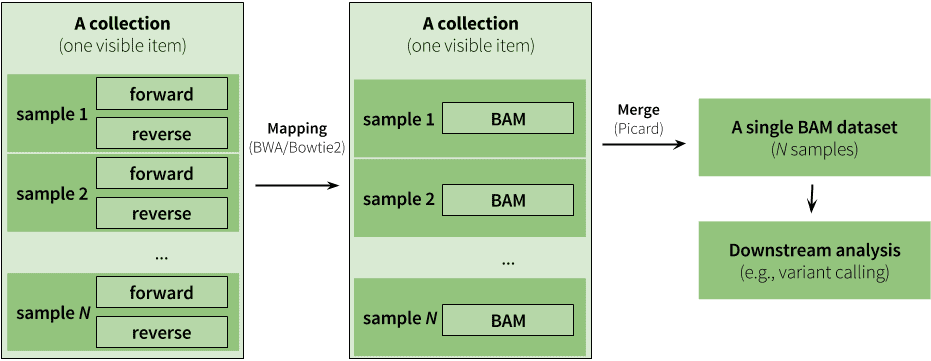 A collection
(one visible item)
sample 1
forward
reverse
sample 2
forward
reverse
...
sample N
forward
reverse
Mapping
(BWA/Bowtie2)
A collection
(one visible item)
sample 1
BAM
sample 2
BAM
...
sample N
BAM
Merge
(Picard)
A single BAM dataset
(N samples)
Downstream analysis
(e.g., variant calling)